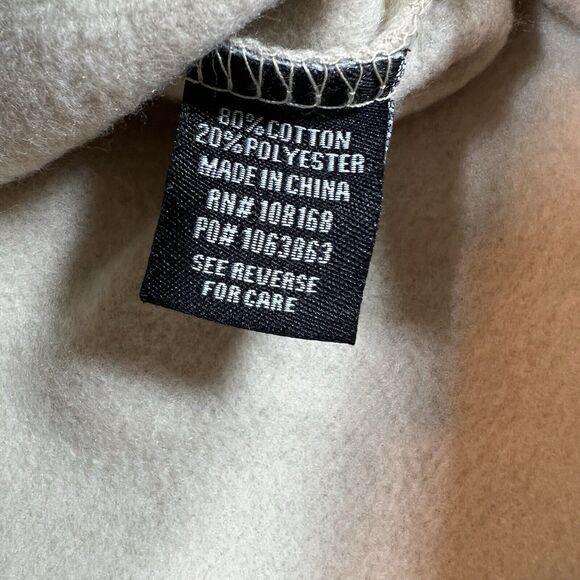 80% COTTON
20% POLYESTER
MADE IN CHINA
RN# 108168
PO# 1063863
SEE REVERSE
FOR CARE